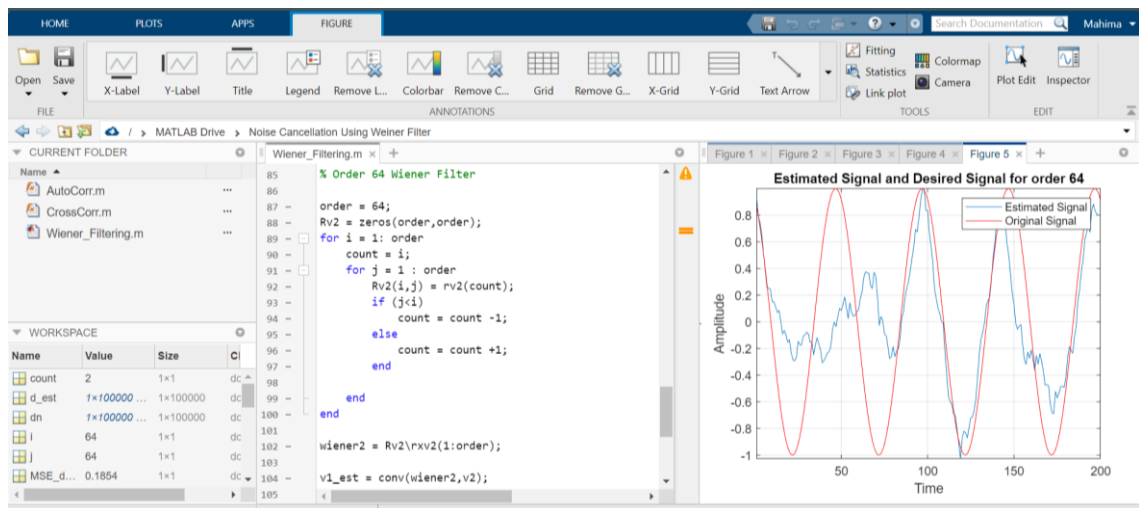 HOME PLOTS APPS FIGURE Search Documentation Mahima
Open Save X-Label Y-Label Title Legend Remove L... Colorbar Remove C... Grid Remove G... X-Grid Y-Grid Text Arrow Fitting Statistics Link plot Colormap Camera Plot Edit Inspector
FILE ANNOTATIONS TOOLS EDIT
/ › MATLAB Drive › Noise Cancellation Using Weiner Filter
CURRENT FOLDER
Name
AutoCorr.m ...
CrossCorr.m ...
Wiener_Filtering.m ...
WORKSPACE
Name Value Size Cl
count 2 1×1 dc
d_est 1×100000 ... 1×100000 dc
dn 1×100000 ... 1×100000 dc
i 64 1×1 dc
j 64 1×1 dc
MSE_d... 0.1854 1×1 dc
Wiener_Filtering.m × +
85 % Order 64 Wiener Filter
86
87 - order = 64;
88 - Rv2 = zeros(order,order);
89 - for i = 1: order
90 - count = i;
91 - for j = 1 : order
92 - Rv2(i,j) = rv2(count);
93 - if (j<i)
94 - count = count -1;
95 - else
96 - count = count +1;
97 - end
98
99 - end
100 - end
101
102 - wiener2 = Rv2\rxv2(1:order);
103
104 - v1_est = conv(wiener2,v2);
105
Figure 1 × Figure 2 × Figure 3 × Figure 4 × Figure 5 × +
Estimated Signal and Desired Signal for order 64
Estimated Signal
Original Signal
0.8
0.6
0.4
0.2
0
-0.2
-0.4
-0.6
-0.8
-1
Amplitude
50 100 150 200
Time